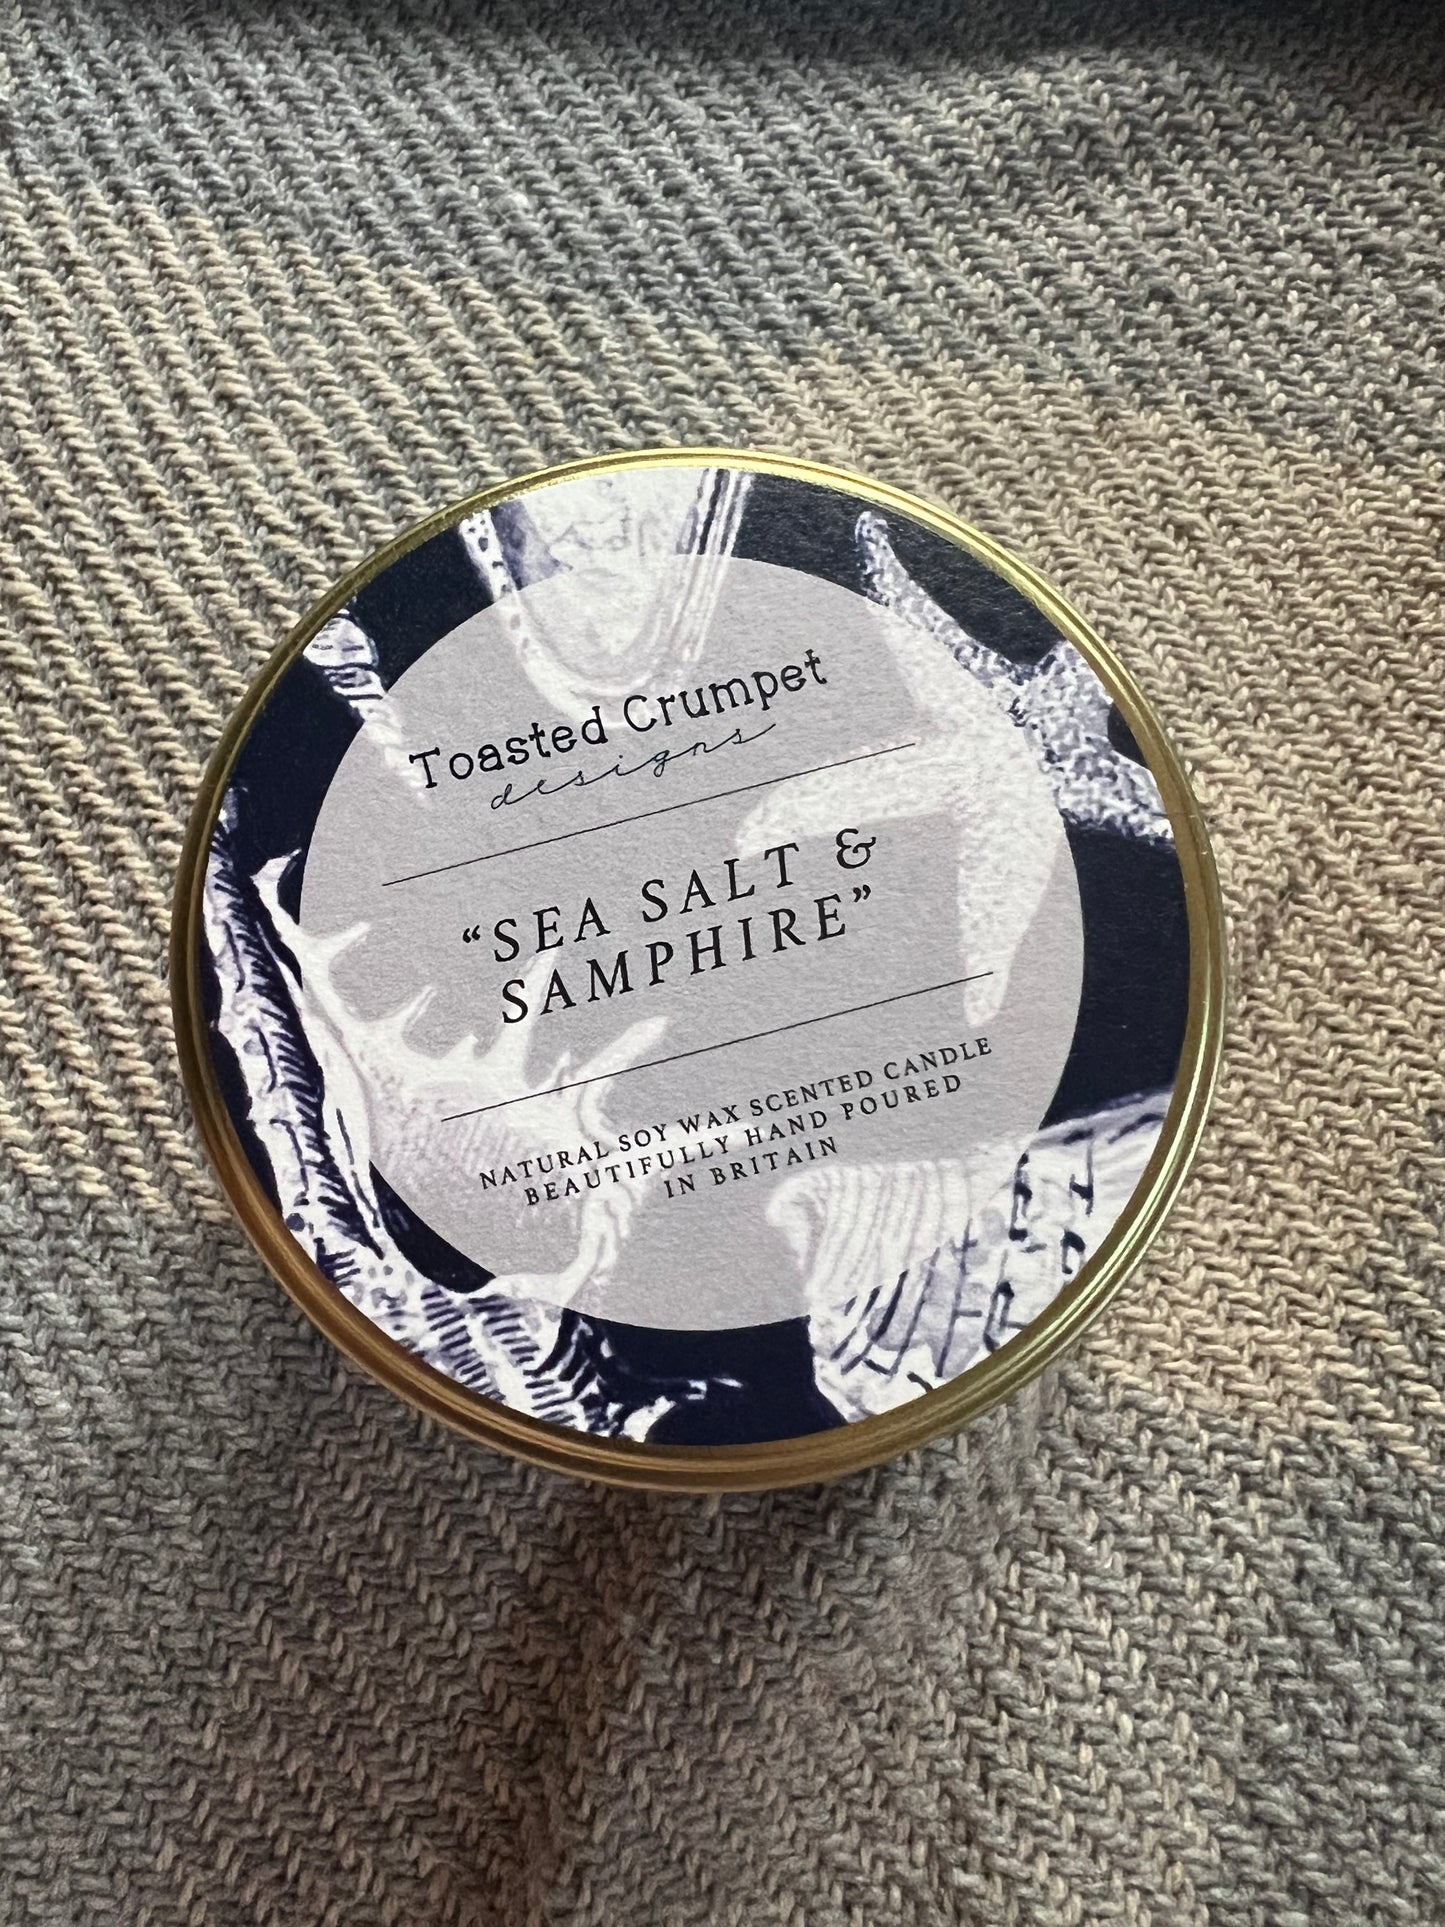 Toasted Crumpet
designs
“SEA SALT &
SAMPHIRE”
NATURAL SOY WAX SCENTED CANDLE
BEAUTIFULLY HAND POURED
IN BRITAIN